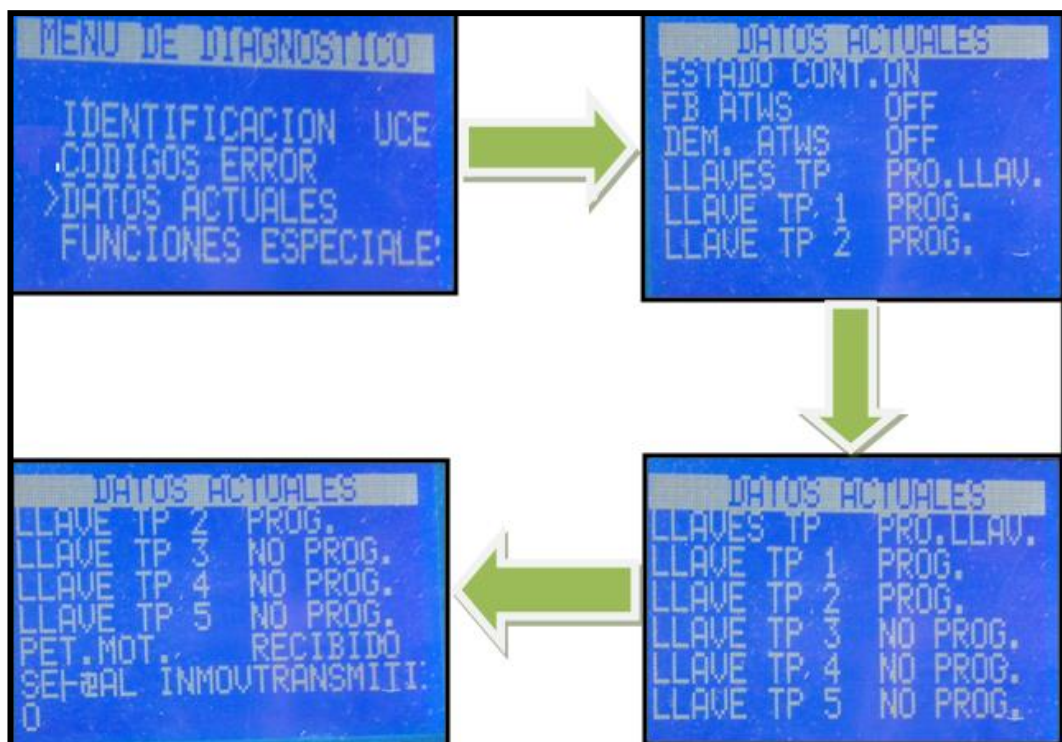 MENU DE DIAGNOSTICO
IDENTIFICACION UCE
CODIGOS ERROR
>DATOS ACTUALES
FUNCIONES ESPECIALES
DATOS ACTUALES
ESTADO CONT.ON
FB ATWS OFF
DEM. ATWS OFF
LLAVES TP PRO.LLAV.
LLAVE TP 1 PROG.
LLAVE TP 2 PROG.
DATOS ACTUALES
LLAVES TP PRO.LLAV.
LLAVE TP 1 PROG.
LLAVE TP 2 PROG.
LLAVE TP 3 NO PROG.
LLAVE TP 4 NO PROG.
LLAVE TP 5 NO PROG.
DATOS ACTUALES
LLAVE TP 2 PROG.
LLAVE TP 3 NO PROG.
LLAVE TP 4 NO PROG.
LLAVE TP 5 NO PROG.
PET.MOT. RECIBIDO
INMOVTRANSMITI
O